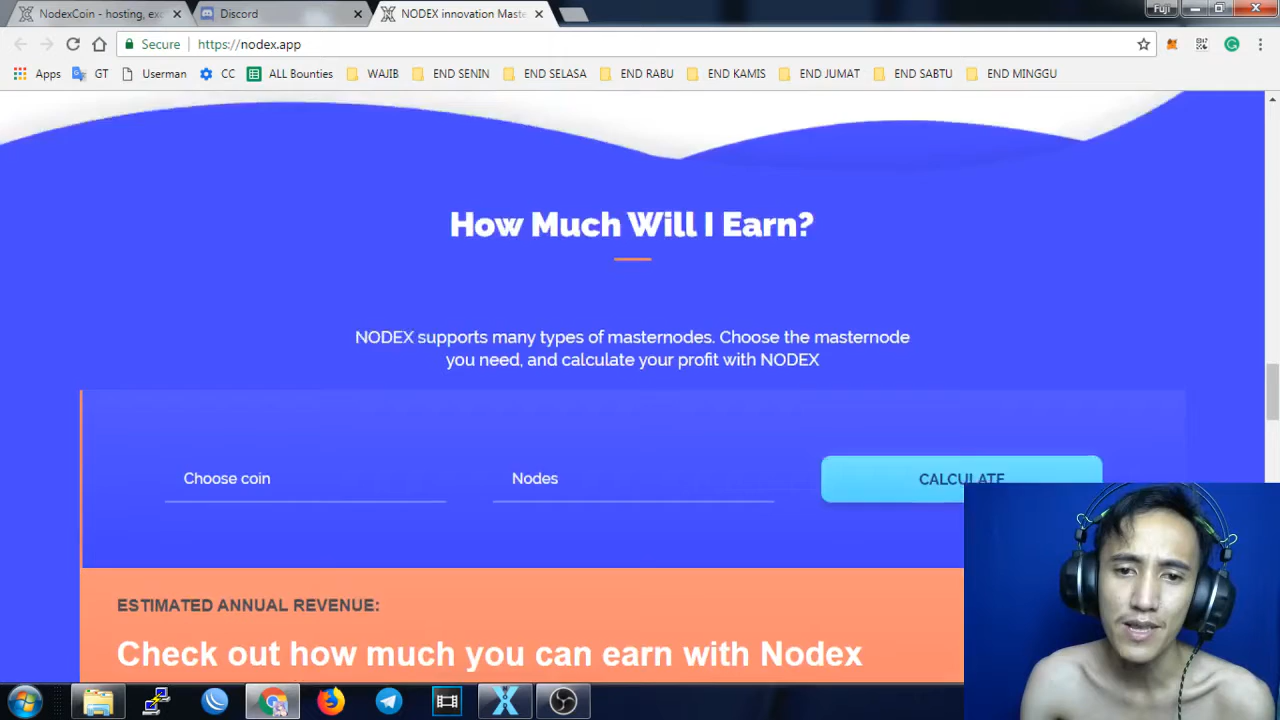 NodexCoin - hosting, exc
Discord
NODEX innovation Maste
Fuji
Secure
https://nodex.app
Apps
GT
Userman
CC
ALL Bounties
WAJIB
END SENIN
END SELASA
END RABU
END KAMIS
END JUMAT
END SABTU
END MINGGU
How Much Will I Earn?
NODEX supports many types of masternodes. Choose the masternode
you need, and calculate your profit with NODEX
Choose coin
Nodes
CALCULATE
ESTIMATED ANNUAL REVENUE:
Check out how much you can earn with Nodex